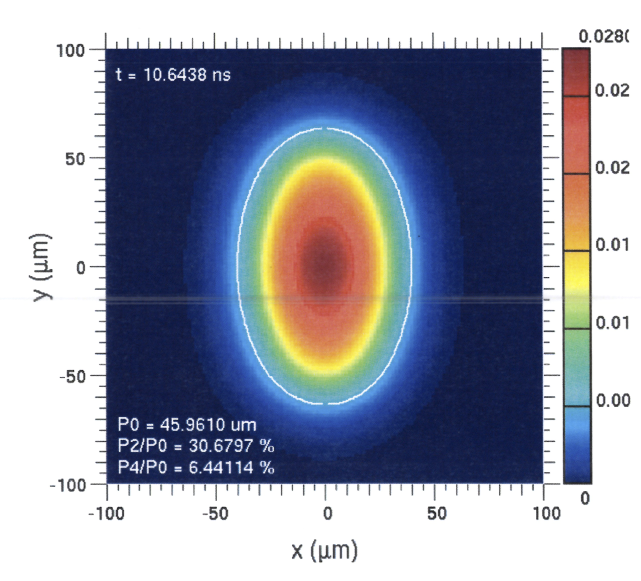 0.028
100
t = 10.6438 ns
0.02
50
0.02
y (μm)
0
0.01
0.01
-50
0.00
P0 = 45.9610 um
P2/P0 = 30.6797 %
P4/P0 = 6.44114 %
-100
0
-100
-50
0
50
100
x (μm)